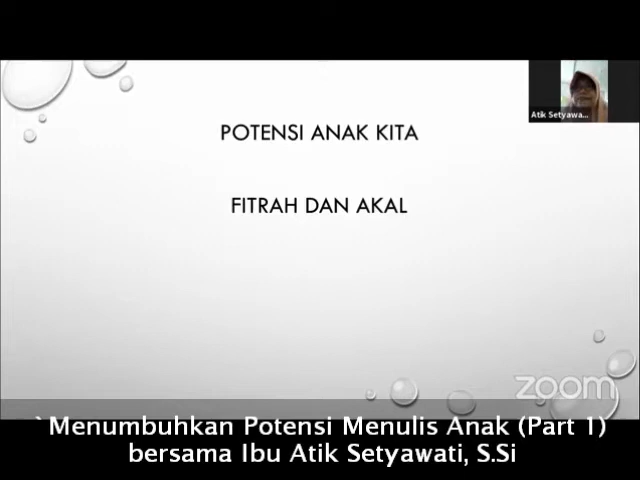 POTENSI ANAK KITA
Atik Setyawa...
FITRAH DAN AKAL
zoom
`Menumbuhkan Potensi Menulis Anak (Part 1)
bersama Ibu Atik Setyawati, S.Si